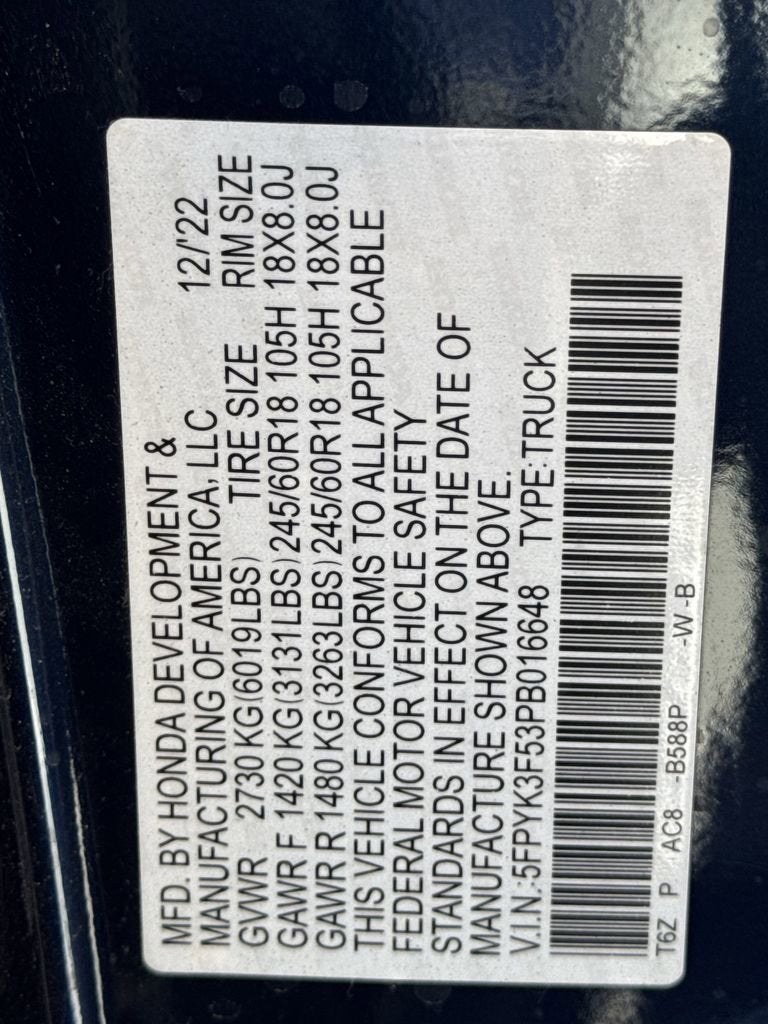 MFD. BY HONDA DEVELOPMENT &
MANUFACTURING OF AMERICA, LLC 12/'22
GVWR 2730 KG(6019LBS) TIRE SIZE RIM SIZE
GAWR F 1420 KG(3131LBS) 245/60R18 105H 18X8.0J
GAWR R 1480 KG(3263LBS) 245/60R18 105H 18X8.0J
THIS VEHICLE CONFORMS TO ALL APPLICABLE
FEDERAL MOTOR VEHICLE SAFETY
STANDARDS IN EFFECT ON THE DATE OF
MANUFACTURE SHOWN ABOVE.
V.I.N.:5FPYK3F53PB016648 TYPE:TRUCK
T6Z P AC8 -B588P -W -B